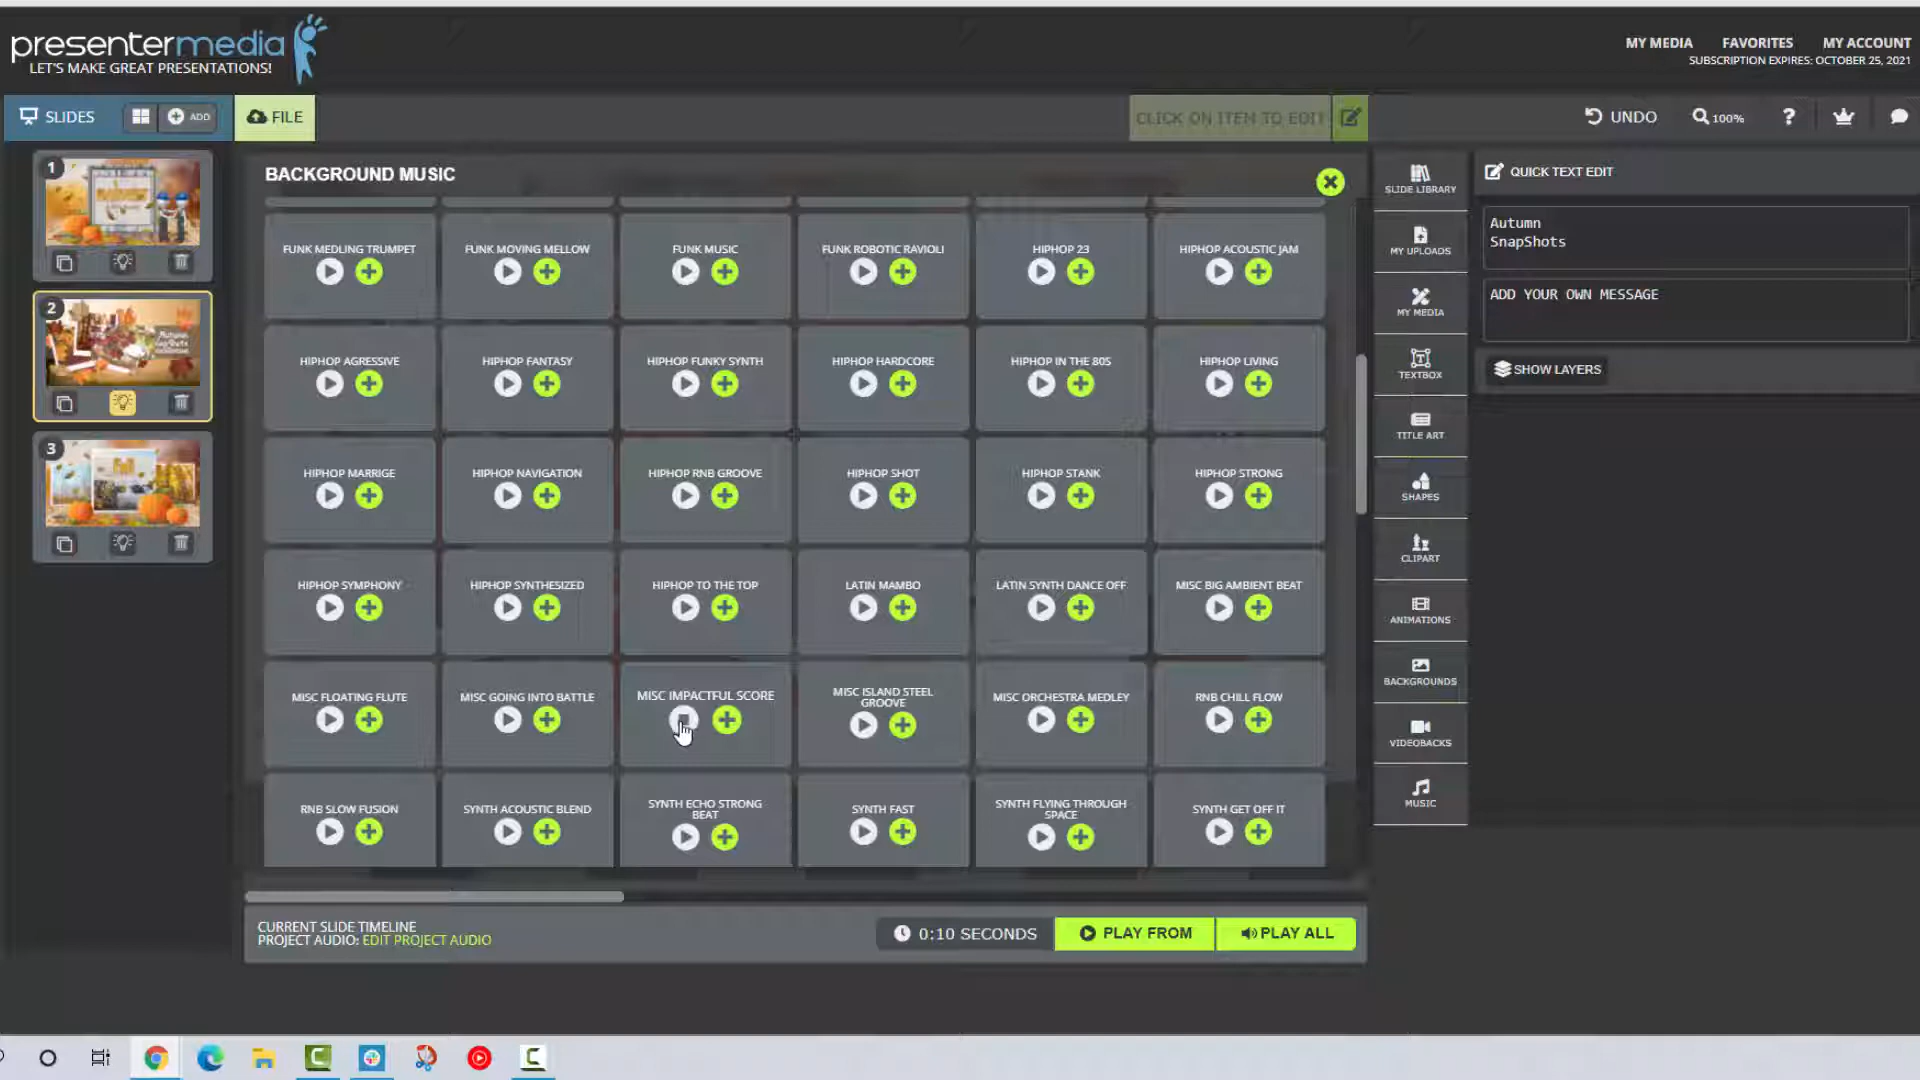 presentermedia
LET'S MAKE GREAT PRESENTATIONS!
MY MEDIA FAVORITES MY ACCOUNT
SUBSCRIPTION EXPIRES: OCTOBER 25, 2021
SLIDES ADD FILE CLICK ON ITEM TO EDIT UNDO 100% ?
1
2
3
BACKGROUND MUSIC
FUNK MEDLING TRUMPET
FUNK MOVING MELLOW
FUNK MUSIC
FUNK ROBOTIC RAVIOLI
HIPHOP 23
HIPHOP ACOUSTIC JAM
HIPHOP AGRESSIVE
HIPHOP FANTASY
HIPHOP FUNKY SYNTH
HIPHOP HARDCORE
HIPHOP IN THE 80S
HIPHOP LIVING
HIPHOP MARRIGE
HIPHOP NAVIGATION
HIPHOP RNB GROOVE
HIPHOP SHOT
HIPHOP STANK
HIPHOP STRONG
HIPHOP SYMPHONY
HIPHOP SYNTHESIZED
HIPHOP TO THE TOP
LATIN MAMBO
LATIN SYNTH DANCE OFF
MISC BIG AMBIENT BEAT
MISC FLOATING FLUTE
MISC GOING INTO BATTLE
MISC IMPACTFUL SCORE
MISC ISLAND STEEL
GROOVE
MISC ORCHESTRA MEDLEY
RNB CHILL FLOW
RNB SLOW FUSION
SYNTH ACOUSTIC BLEND
SYNTH ECHO STRONG
BEAT
SYNTH FAST
SYNTH FLYING THROUGH
SPACE
SYNTH GET OFF IT
CURRENT SLIDE TIMELINE
PROJECT AUDIO: EDIT PROJECT AUDIO
0:10 SECONDS
PLAY FROM
PLAY ALL
SLIDE LIBRARY
MY UPLOADS
MY MEDIA
TEXTBOX
TITLE ART
SHAPES
CLIPART
ANIMATIONS
BACKGROUNDS
VIDEOBACKS
MUSIC
QUICK TEXT EDIT
Autumn
SnapShots
ADD YOUR OWN MESSAGE
SHOW LAYERS